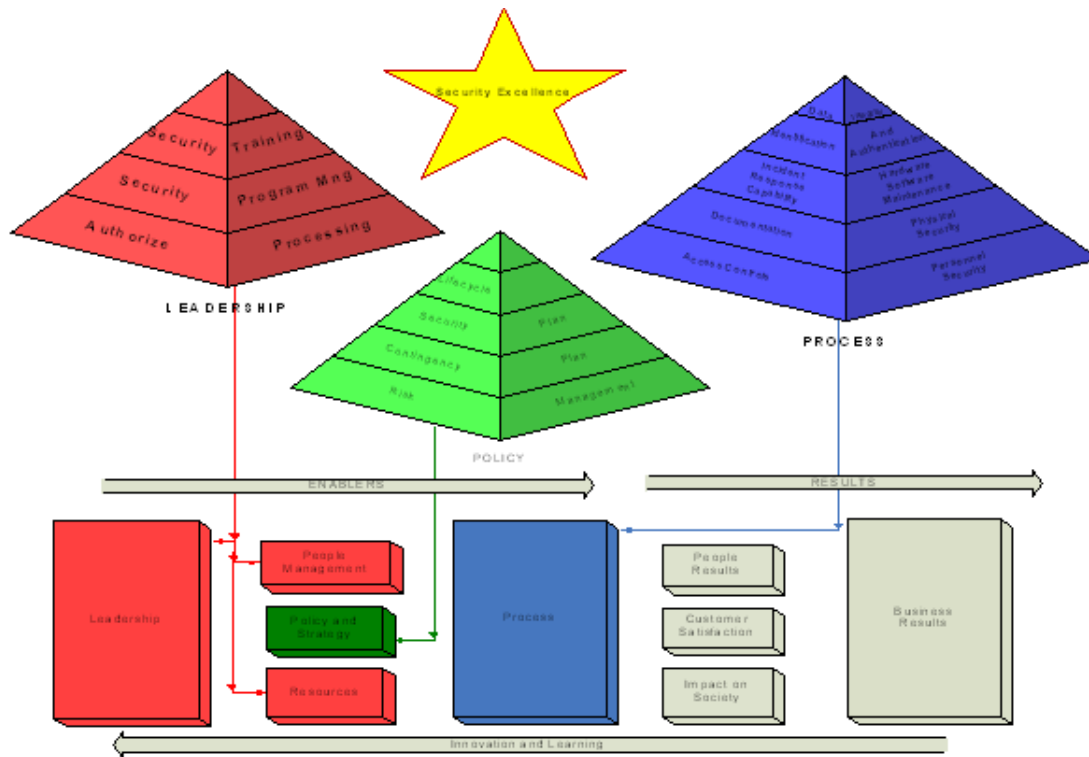 Security Excellence
Security Training
Security Program Mng
Authorize Processing
LEADERSHIP
Data
Identification And Authentication
Incident Response Capability Hardware Software Maintenance
Documentation Physical Security
Personnel Security
PROCESS
Lifecycle
Security Plan
Contingency Plan
Risk Management
POLICY
ENABLERS
RESULTS
Leadership
People
Management
Policy and
Strategy
Resources
Process
People
Results
Customer
Satisfaction
Impact on
Society
Business
Results
Innovation and Learning